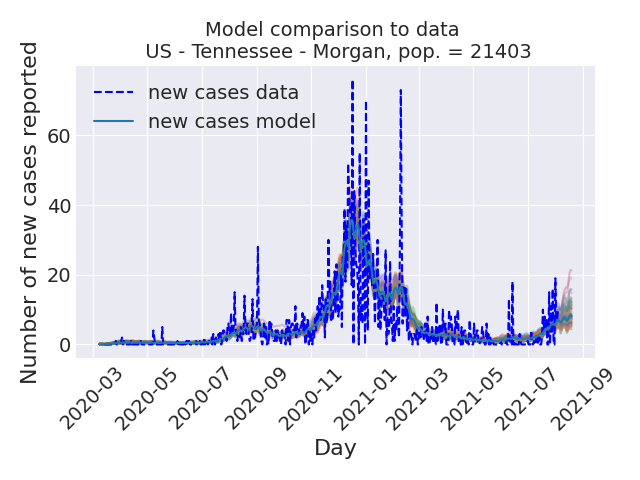 Model comparison to data
US - Tennessee - Morgan, pop. = 21403
Number of new cases reported
60
40
20
0
new cases data
new cases model
2020-03
2020-05
2020-07
2020-09
2020-11
2021-01
2021-03
2021-05
2021-07
2021-09
Day